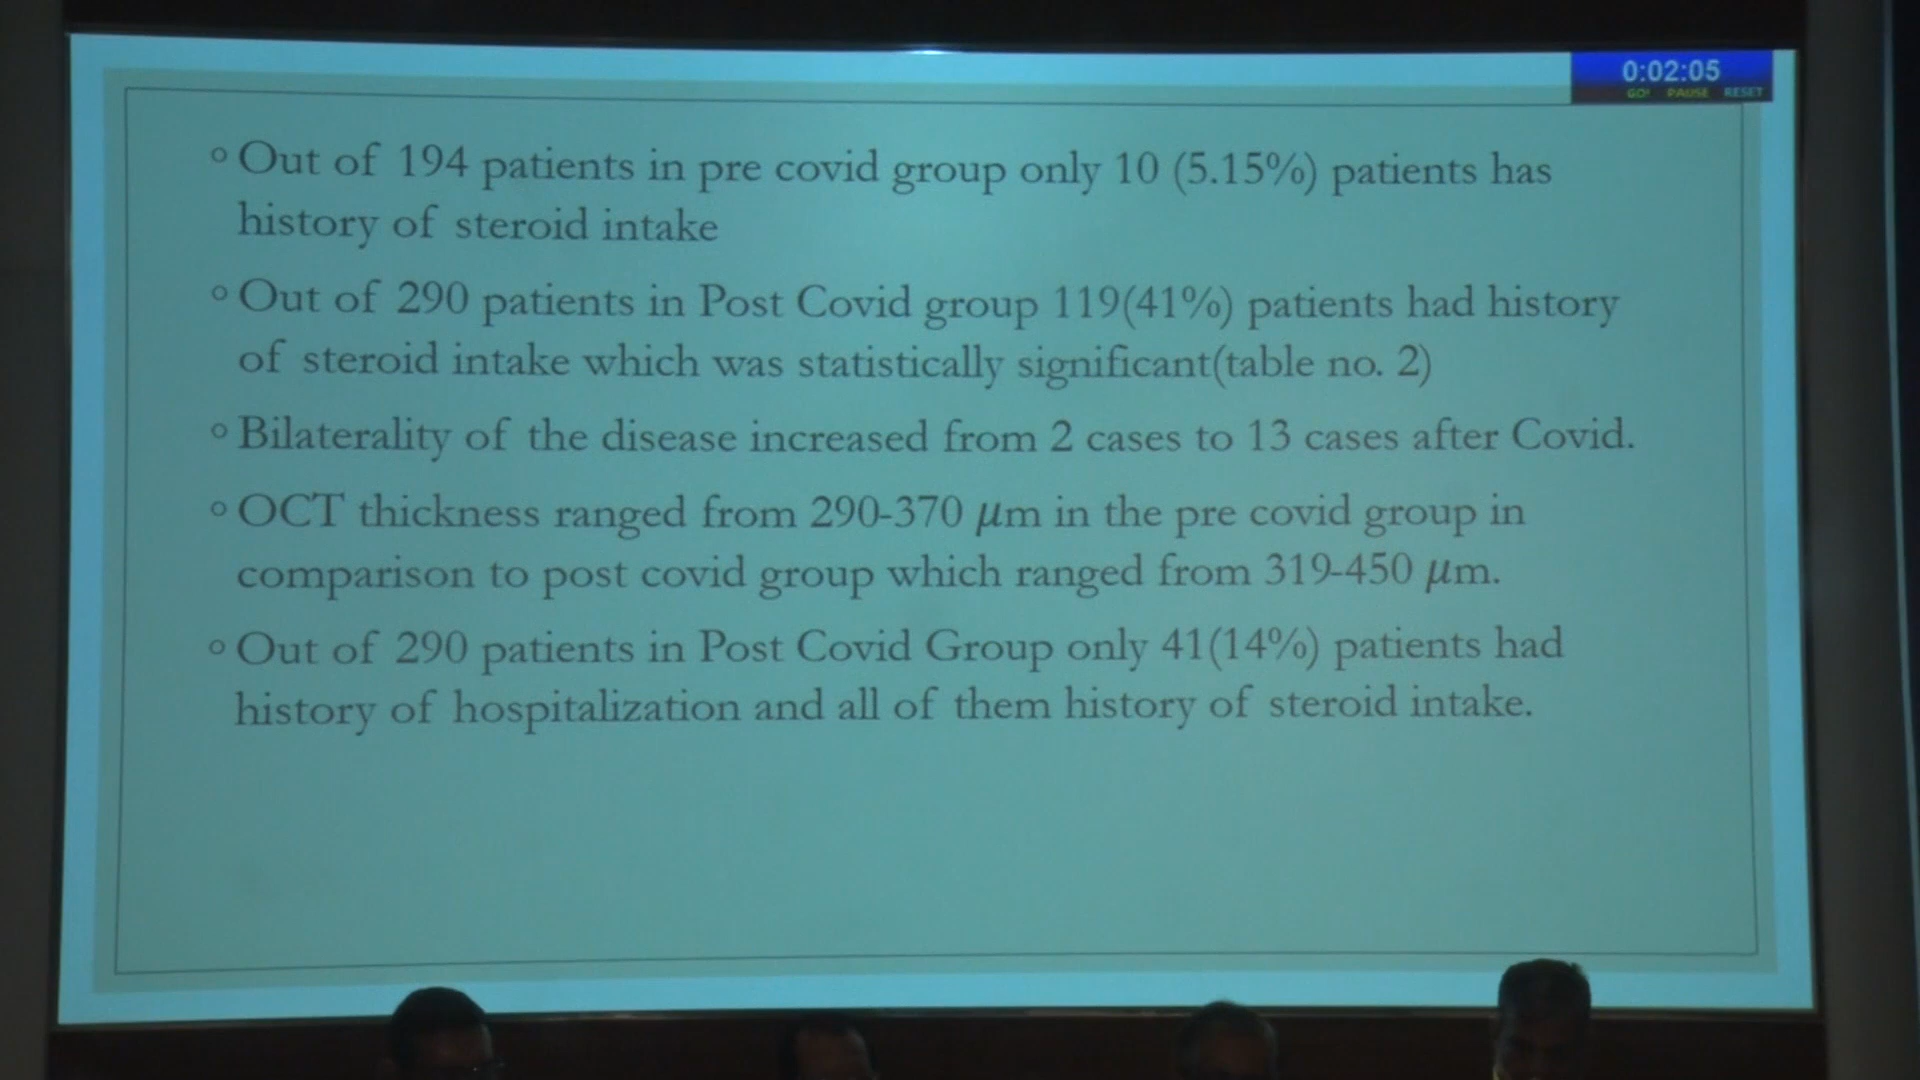 0:02:05
GO! PAUSE RESET
° Out of 194 patients in pre covid group only 10 (5.15%) patients has
history of steroid intake
° Out of 290 patients in Post Covid group 119(41%) patients had history
of steroid intake which was statistically significant(table no. 2)
° Bilaterality of the disease increased from 2 cases to 13 cases after Covid.
° OCT thickness ranged from 290-370 μm in the pre covid group in
comparison to post covid group which ranged from 319-450 μm.
° Out of 290 patients in Post Covid Group only 41(14%) patients had
history of hospitalization and all of them history of steroid intake.